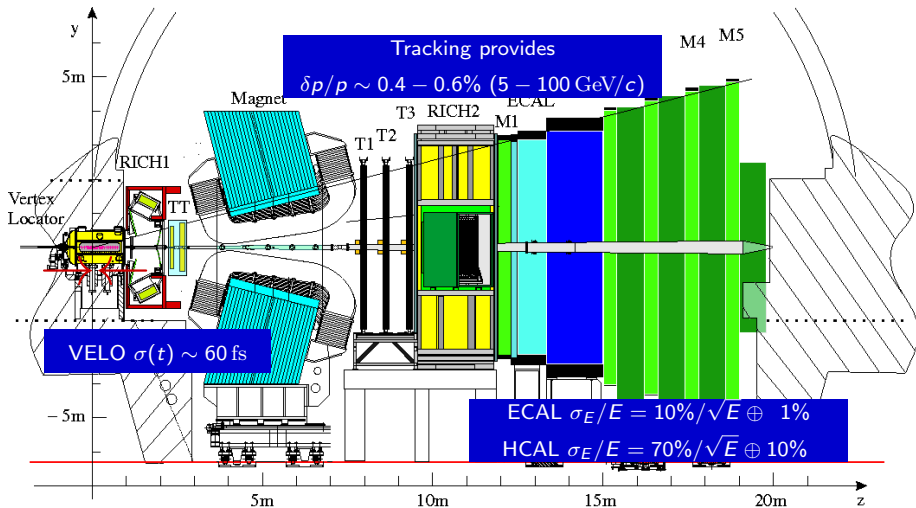 y
M4
M5
Tracking provides
δp/p ∼ 0.4 − 0.6% (5 − 100 GeV/c)
5m
Magnet
ECAL
T3
RICH2
M1
T2
T1
RICH1
Vertex
Locator
TT
VELO σ(t) ∼ 60 fs
− 5m
ECAL σ_E/E = 10%/√E ⊕ 1%
HCAL σ_E/E = 70%/√E ⊕ 10%
5m
10m
15m
20m
z